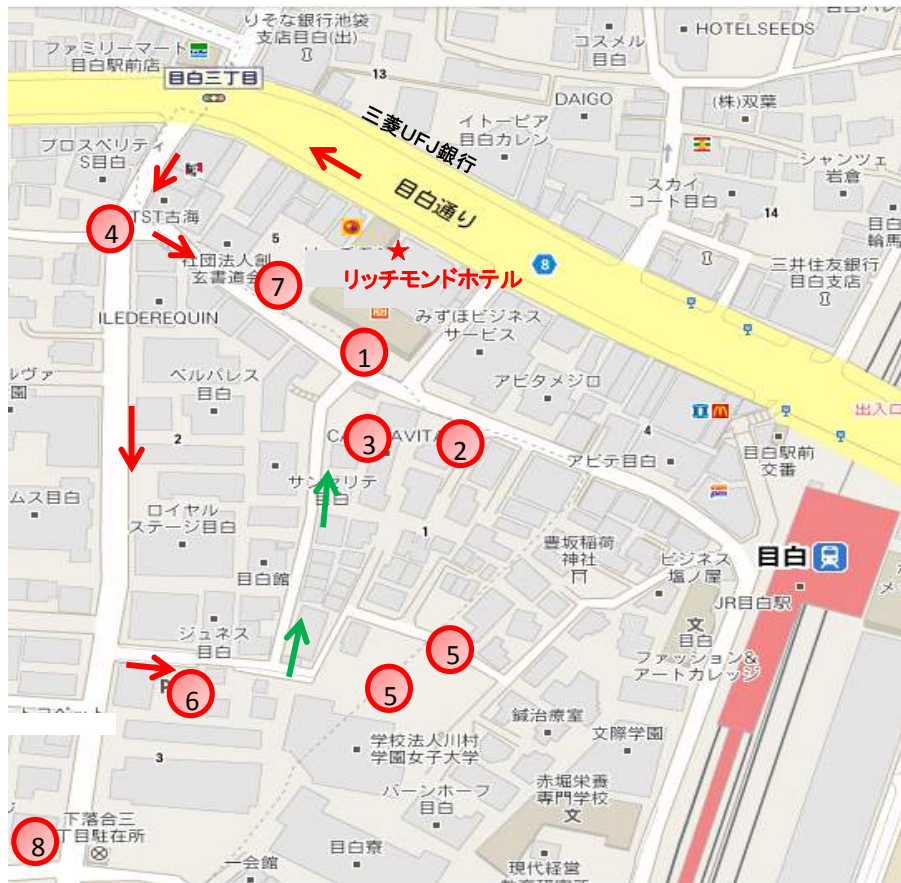 りそな銀行池袋
支店目白(出)
ファミリーマート
目白駅前店
目白三丁目
コスメル
目白
HOTELSEEDS
13
DAIGO
(株)双葉
三菱UFJ銀行
イトーピア
目白カレン
プロスペリティ
S目白
シャンツェ
岩倉
スカイ
コート目白
目白通り
14
TST古海
4
5
社団法人創
玄書道会
7
リッチモンドホテル
8
三井住友銀行
目白支店
ILEDEREQUIN
みずほビジネス
サービス
1
ベルパレス
目白
アビタメジロ
出入口
2
3
2
4
アビテ目白
目白駅前
交番
サンマリテ
目白
ムス目白
ロイヤル
ステージ目白
1
豊坂稲荷
神社
ビジネス
塩ノ屋
目白
JR目白駅
目白館
文
目白
ファッション&
アートカレッジ
ジュネス
目白
5
5
P
6
鍼治療室
文際学園
学校法人川村
学園女子大学
3
バーンホーフ
目白
赤堀栄養
専門学校
文
下落合三
丁目駐在所
8
目白寮
一会館
現代経営